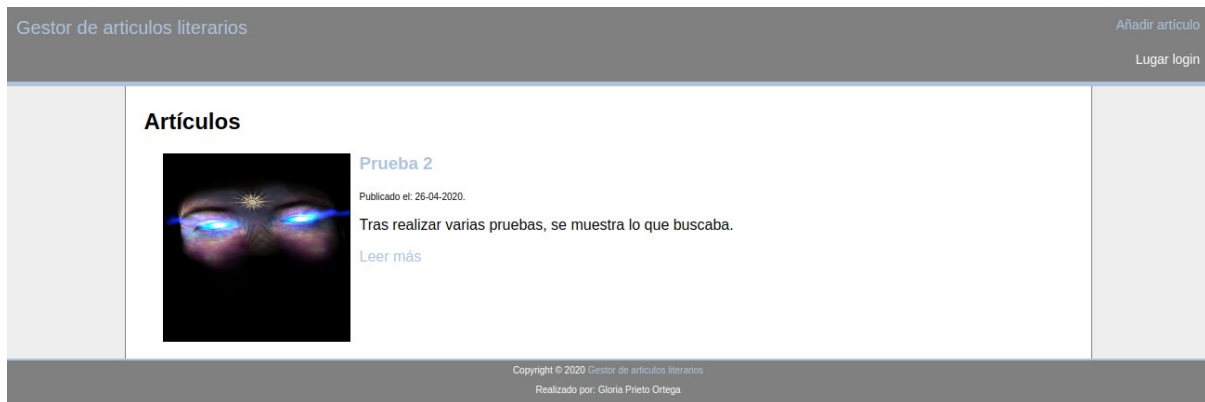 Gestor de articulos literarios
Añadir artículo
Lugar login
Artículos
Prueba 2
Publicado el: 26-04-2020.
Tras realizar varias pruebas, se muestra lo que buscaba.
Leer más
Copyright © 2020 Gestor de articulos literarios
Realizado por: Gloria Prieto Ortega